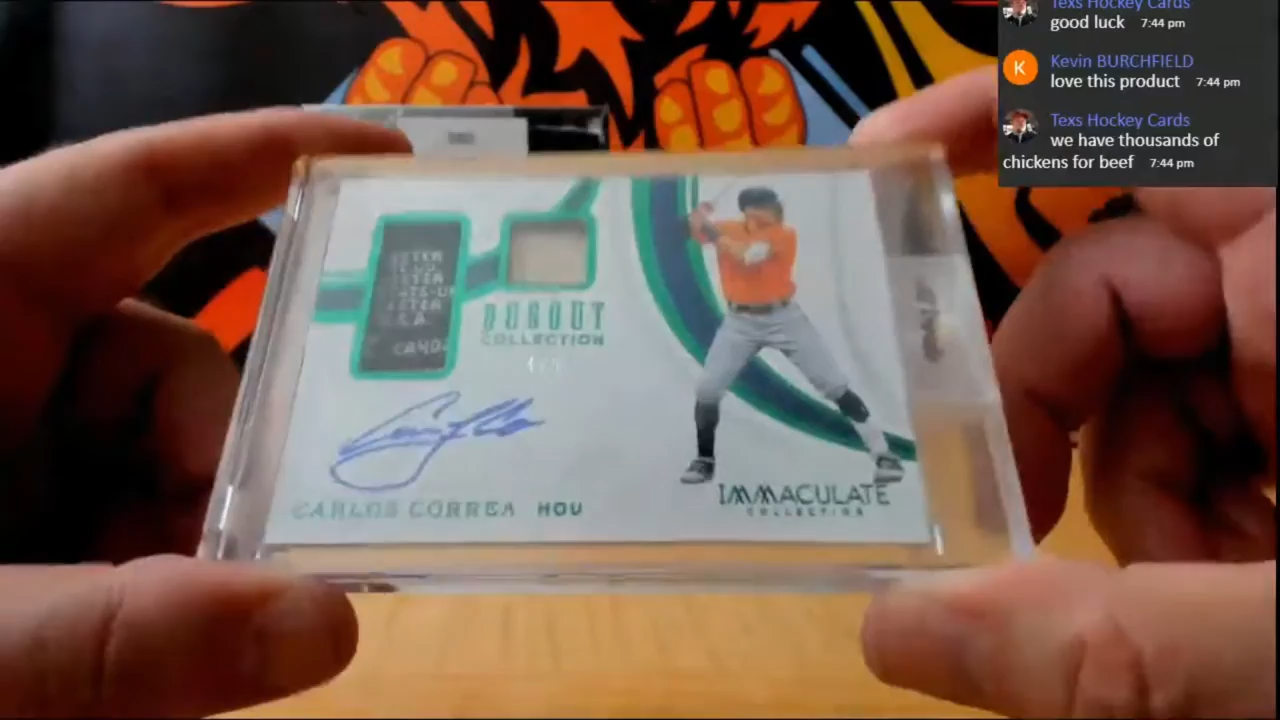 Texs Hockey Cards
good luck 7:44 pm
K Kevin BURCHFIELD
love this product 7:44 pm
Texs Hockey Cards
we have thousands of
chickens for beef 7:44 pm
DUGOUT
COLLECTION
CARLOS CORREA HOU
IMMACULATE
COLLECTION